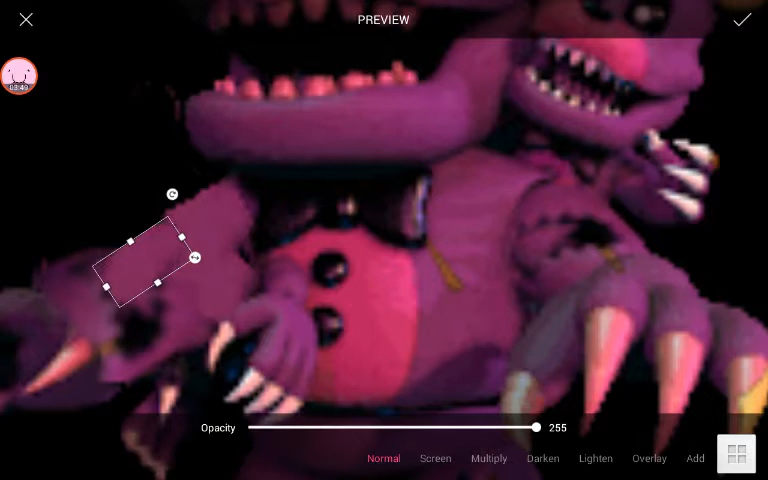 PREVIEW
03:49
Opacity 255
Normal Screen Multiply Darken Lighten Overlay Add